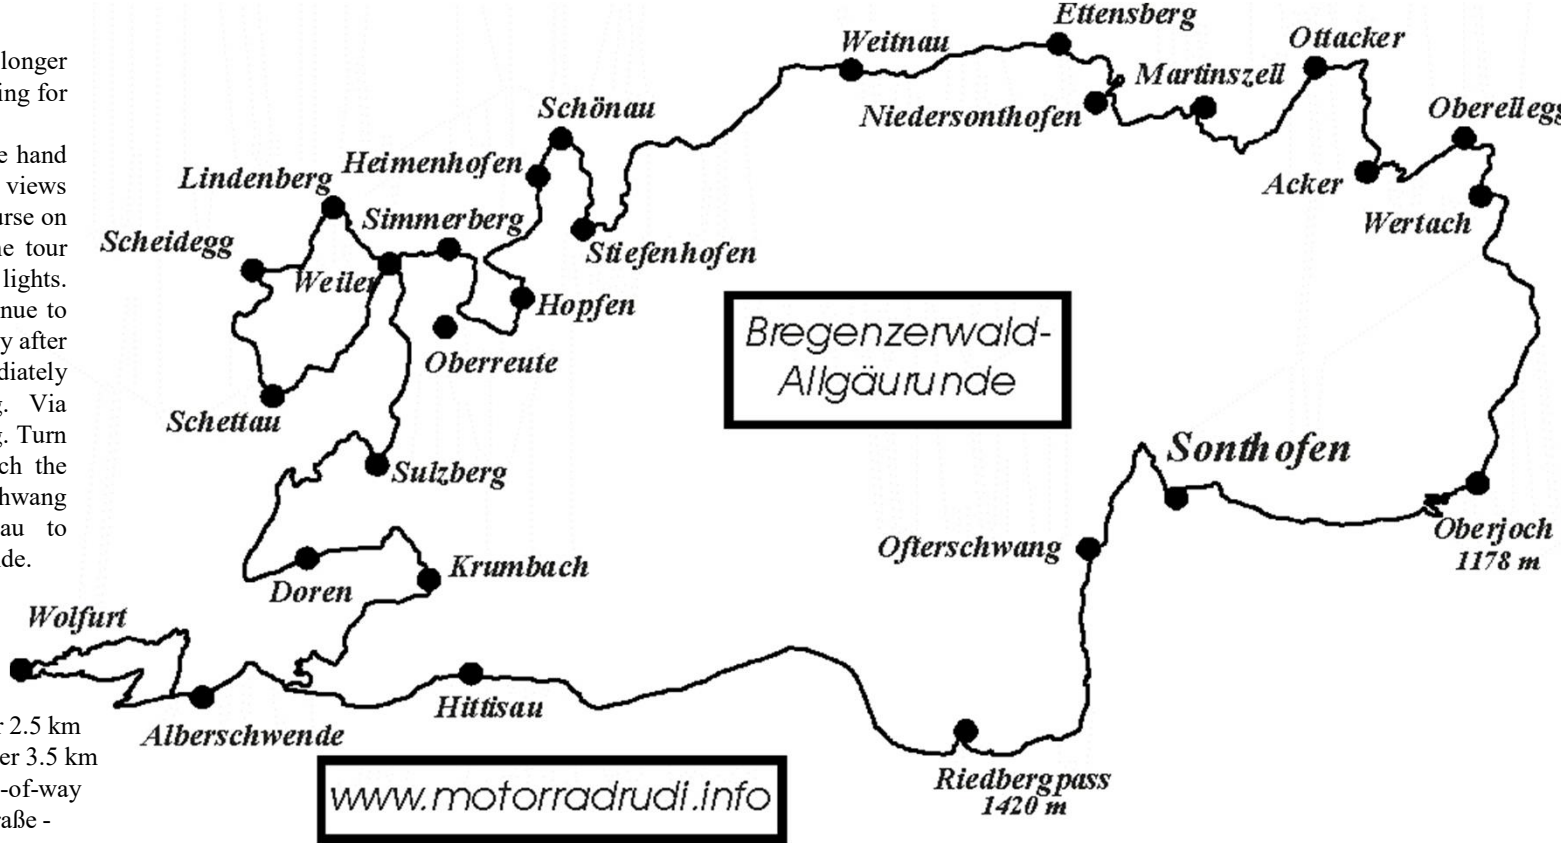 longer
ing for
e hand
views
urse on
ne tour
lights.
nue to
y after
diately
g. Via
g. Turn
ch the
hwang
au to
de.
r 2.5 km
er 3.5 km
-of-way
raße -
Ettensberg
Weitnau
Ottacker
Martinszell
Schönau
Oberellegg
Niedersonthofen
Heimenhofen
Lindenberg
Acker
Simmerberg
Wertach
Scheidegg
Stiefenhofen
Weiler
Hopfen
Bregenzerwald-
Allgäurunde
Oberreute
Schettau
Sonthofen
Sulzberg
Oberjoch
1178 m
Ofterschwang
Krumbach
Doren
Wolfurt
Hittisau
Alberschwende
Riedbergpass
1420 m
www.motorradrudi.info